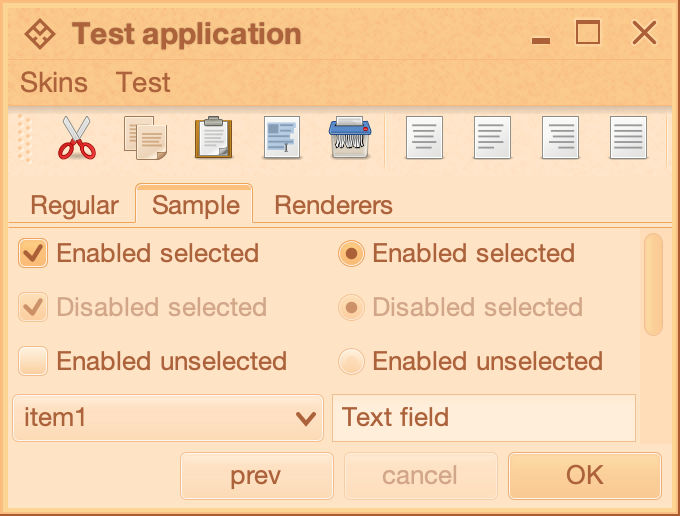 Test application
Skins Test
Regular Sample Renderers
Enabled selected Enabled selected
Disabled selected Disabled selected
Enabled unselected Enabled unselected
item1 Text field
prev cancel OK